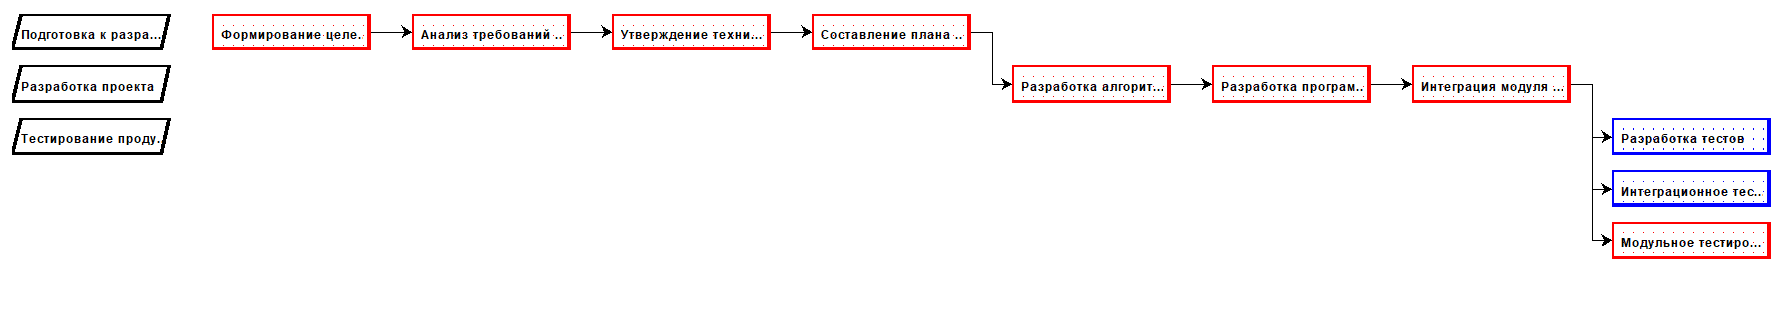 Подготовка к разра...
Формирование целе..
Анализ требований ..
Утверждение техни...
Составление плана ..
Разработка проекта
Разработка алгорит...
Разработка програм..
Интеграция модуля ...
Тестирование проду..
Разработка тестов
Интеграционное тес..
Модульное тестиро...